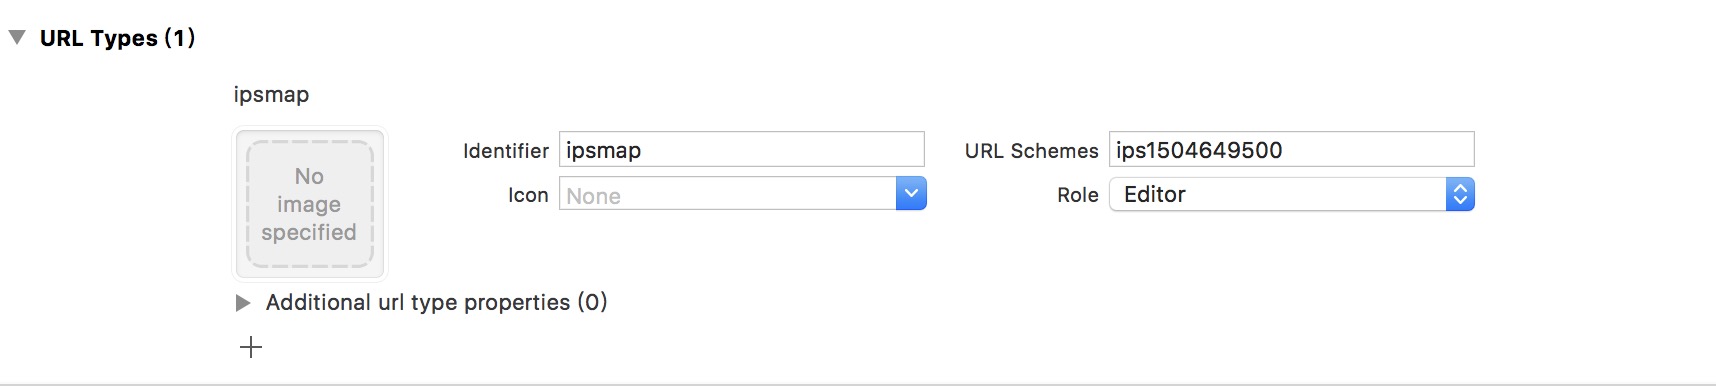 URL Types (1)
ipsmap
No
image
specified
Identifier ipsmap
URL Schemes ips1504649500
Icon None
Role Editor
Additional url type properties (0)